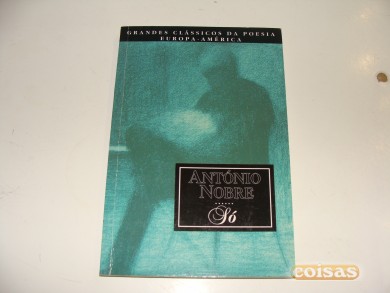 GRANDES CLÁSSICOS DA POESIA
EUROPA-AMÉRICA
ANTÓNIO
NOBRE
......
Só
coisas